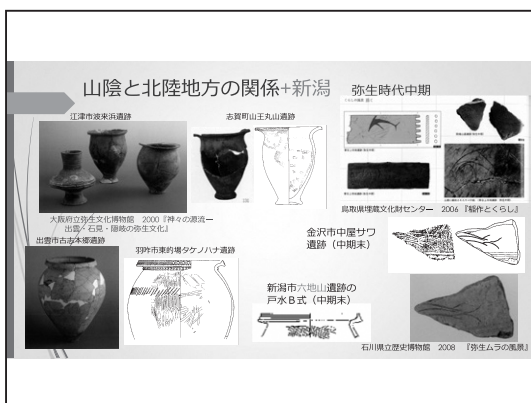 山陰と北陸地方の関係+新潟
弥生時代中期
江津市波来浜遺跡
志賀町山王丸山遺跡
大阪府立弥生文化博物館 2000『神々の源流ー
出雲・石見・隠岐の弥生文化』
鳥取県埋蔵文化財センター 2006 『稲作とくらし』
出雲市古志本郷遺跡
羽咋市東的場タケノハナ遺跡
金沢市中屋サワ
遺跡（中期末）
新潟市六地山遺跡の
戸水B式（中期末）
石川県立歴史博物館 2008 『弥生ムラの風景』